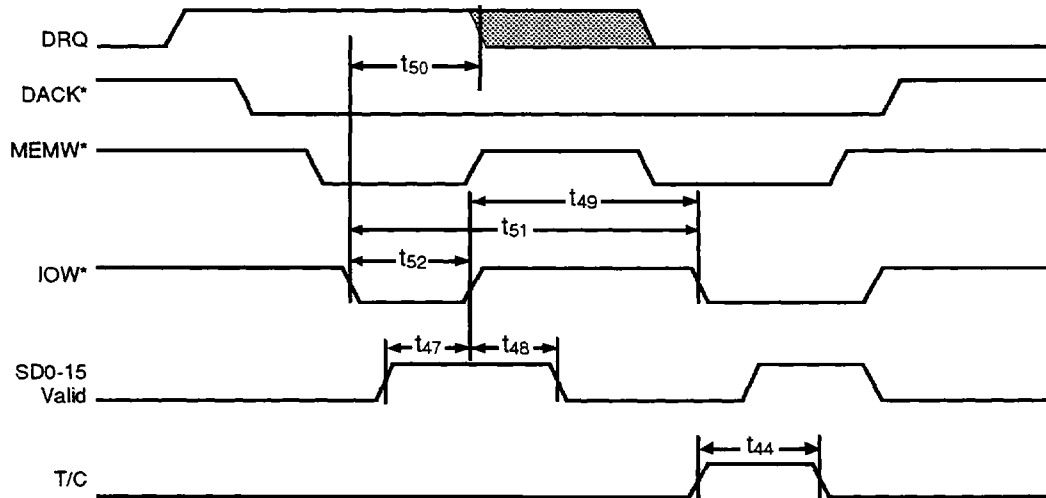 DRQ
t50
DACK*
MEMW*
t49
t51
t52
IOW*
t47
t48
SD0-15
Valid
t44
T/C